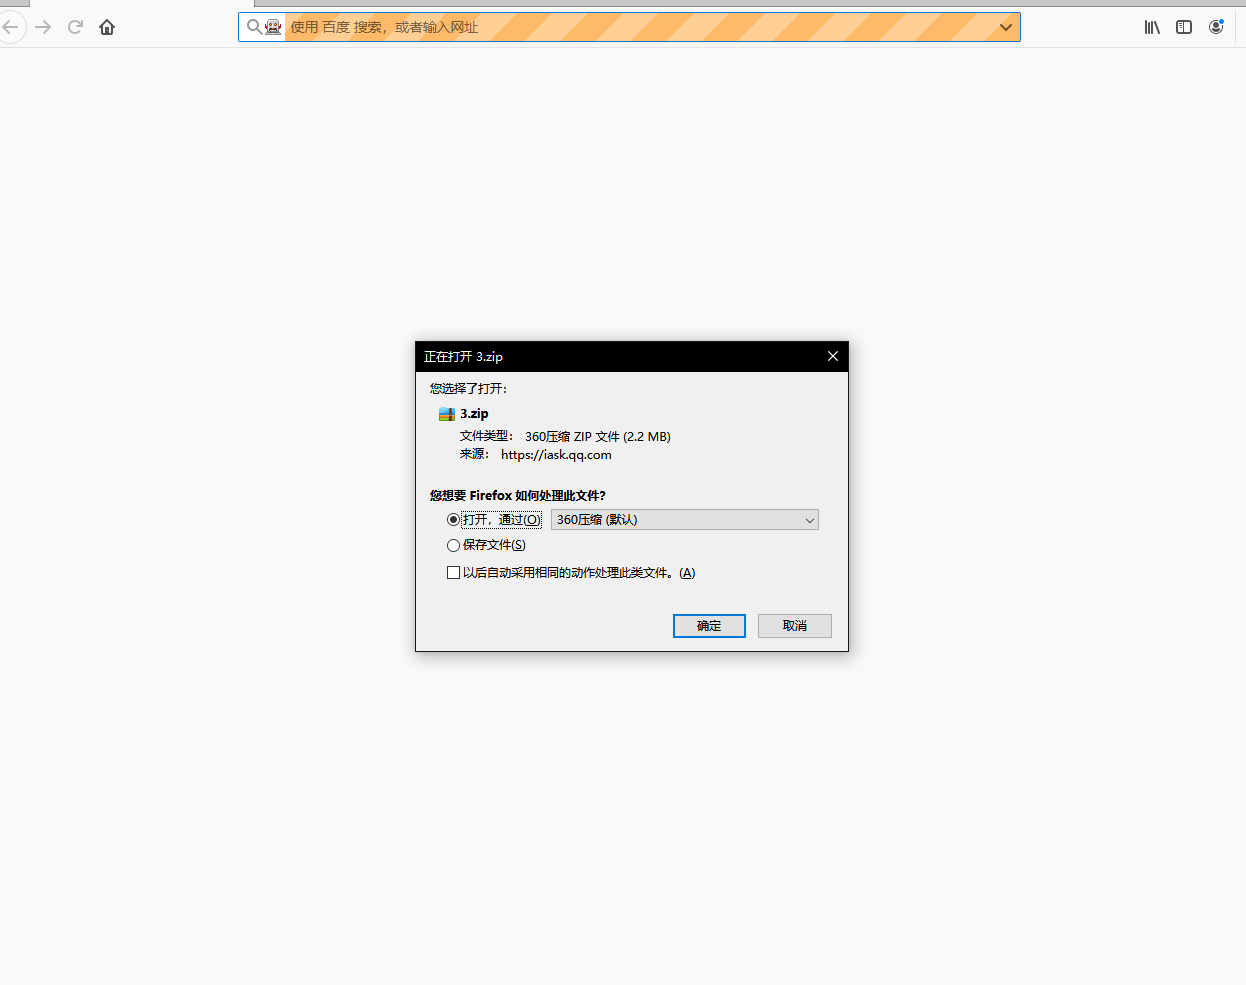 使用 百度 搜索，或者输入网址
正在打开 3.zip
您选择了打开：
3.zip
文件类型： 360压缩 ZIP 文件 (2.2 MB)
来源： https://iask.qq.com
您想要 Firefox 如何处理此文件?
打开，通过(O) 360压缩 (默认)
保存文件(S)
以后自动采用相同的动作处理此类文件。(A)
确定 取消